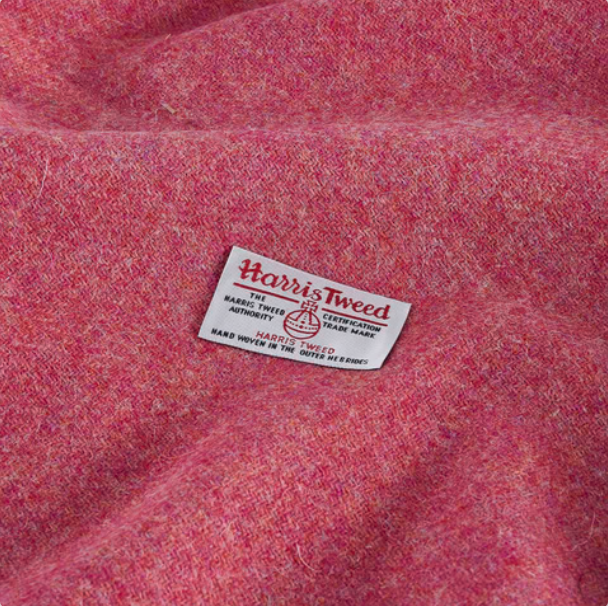 Harris Tweed
THE
HARRIS TWEED
AUTHORITY
CERTIFICATION
TRADE MARK
HARRIS TWEED
HAND WOVEN IN THE OUTER HEBRIDES